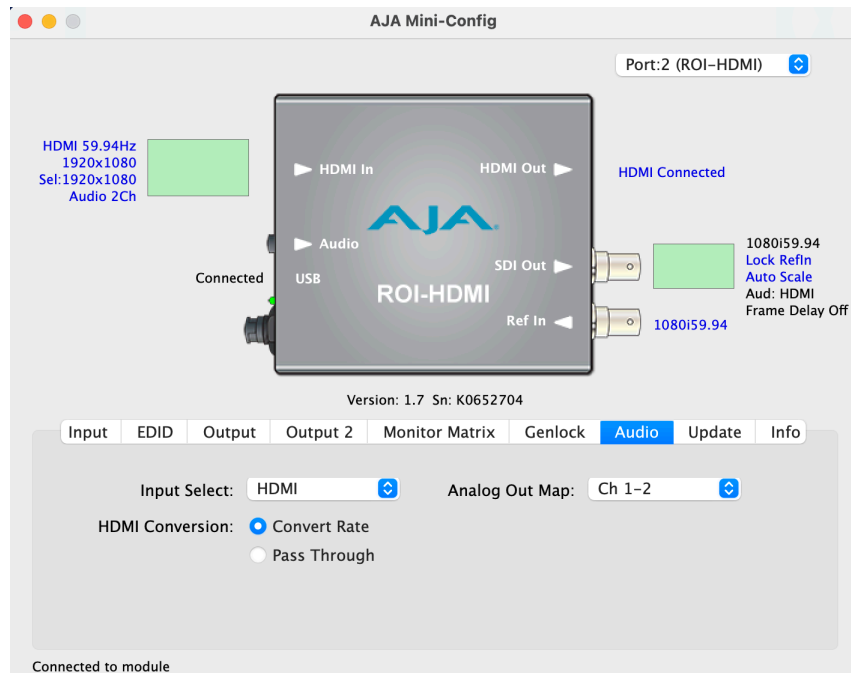 AJA Mini-Config
Port:2 (ROI-HDMI)
HDMI 59.94Hz
1920x1080
Sel:1920x1080
Audio 2Ch
HDMI In
HDMI Out
HDMI Connected
AJA
Audio
Connected
USB
SDI Out
ROI-HDMI
Ref In
1080i59.94
1080i59.94
Lock RefIn
Auto Scale
Aud: HDMI
Frame Delay Off
Version: 1.7 Sn: K0652704
Input EDID Output Output 2 Monitor Matrix Genlock Audio Update Info
Input Select: HDMI Analog Out Map: Ch 1-2
HDMI Conversion: Convert Rate
Pass Through
Connected to module